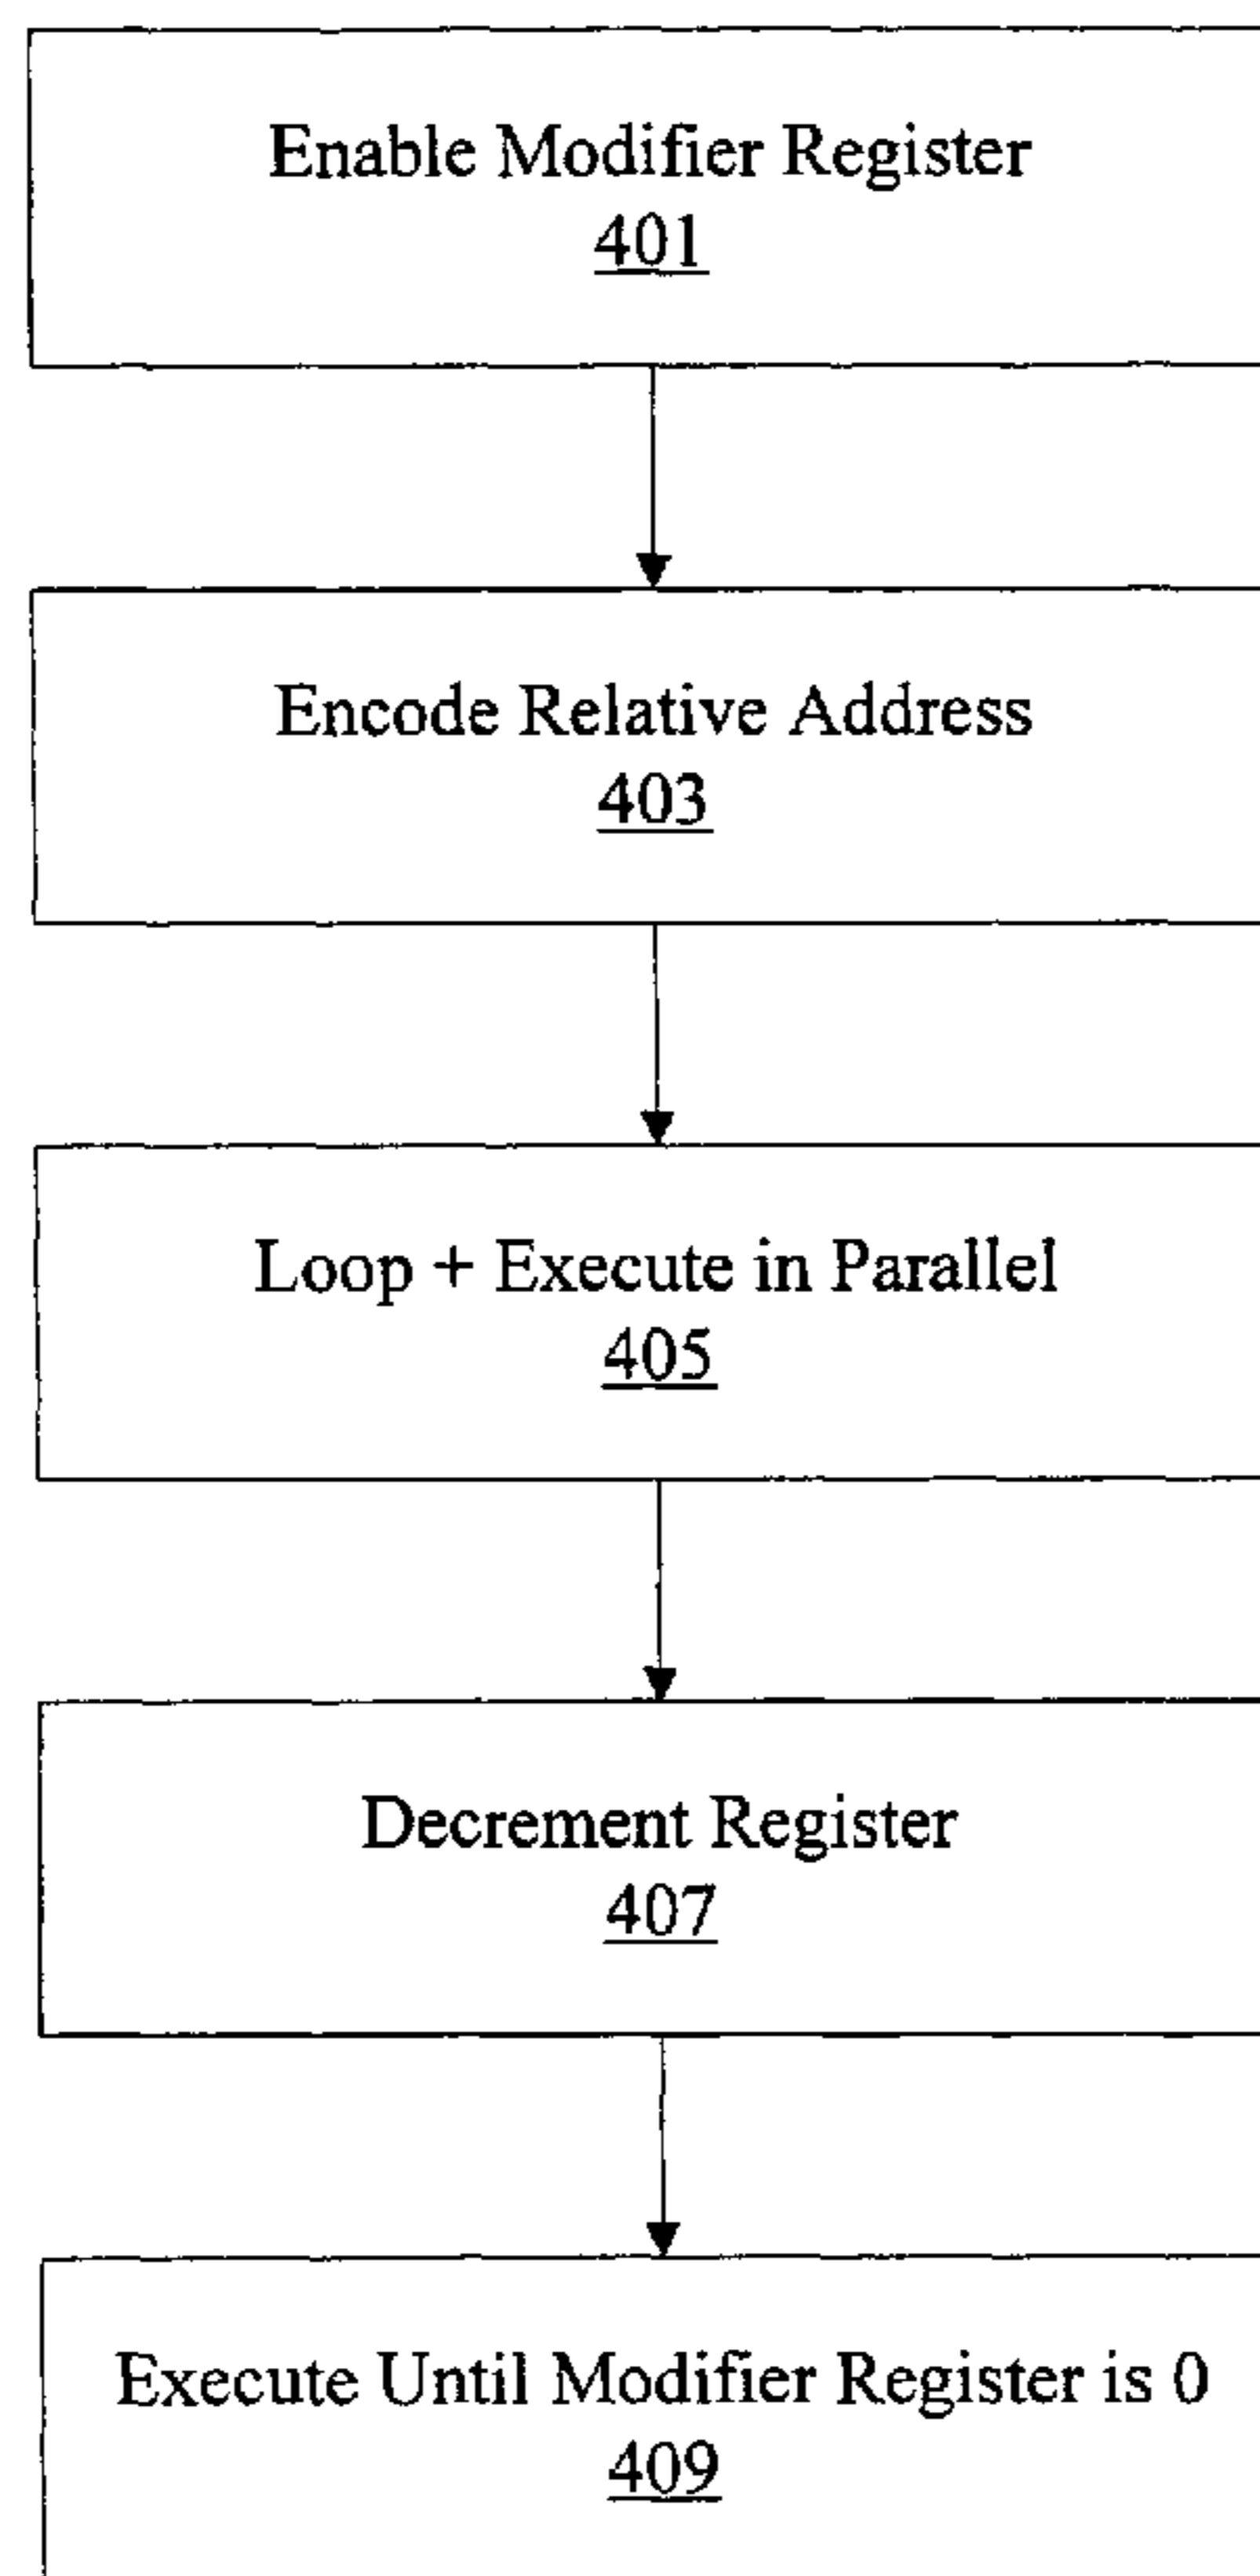 Enable Modifier Register
401
Encode Relative Address
403
Loop + Execute in Parallel
405
Decrement Register
407
Execute Until Modifier Register is 0
409